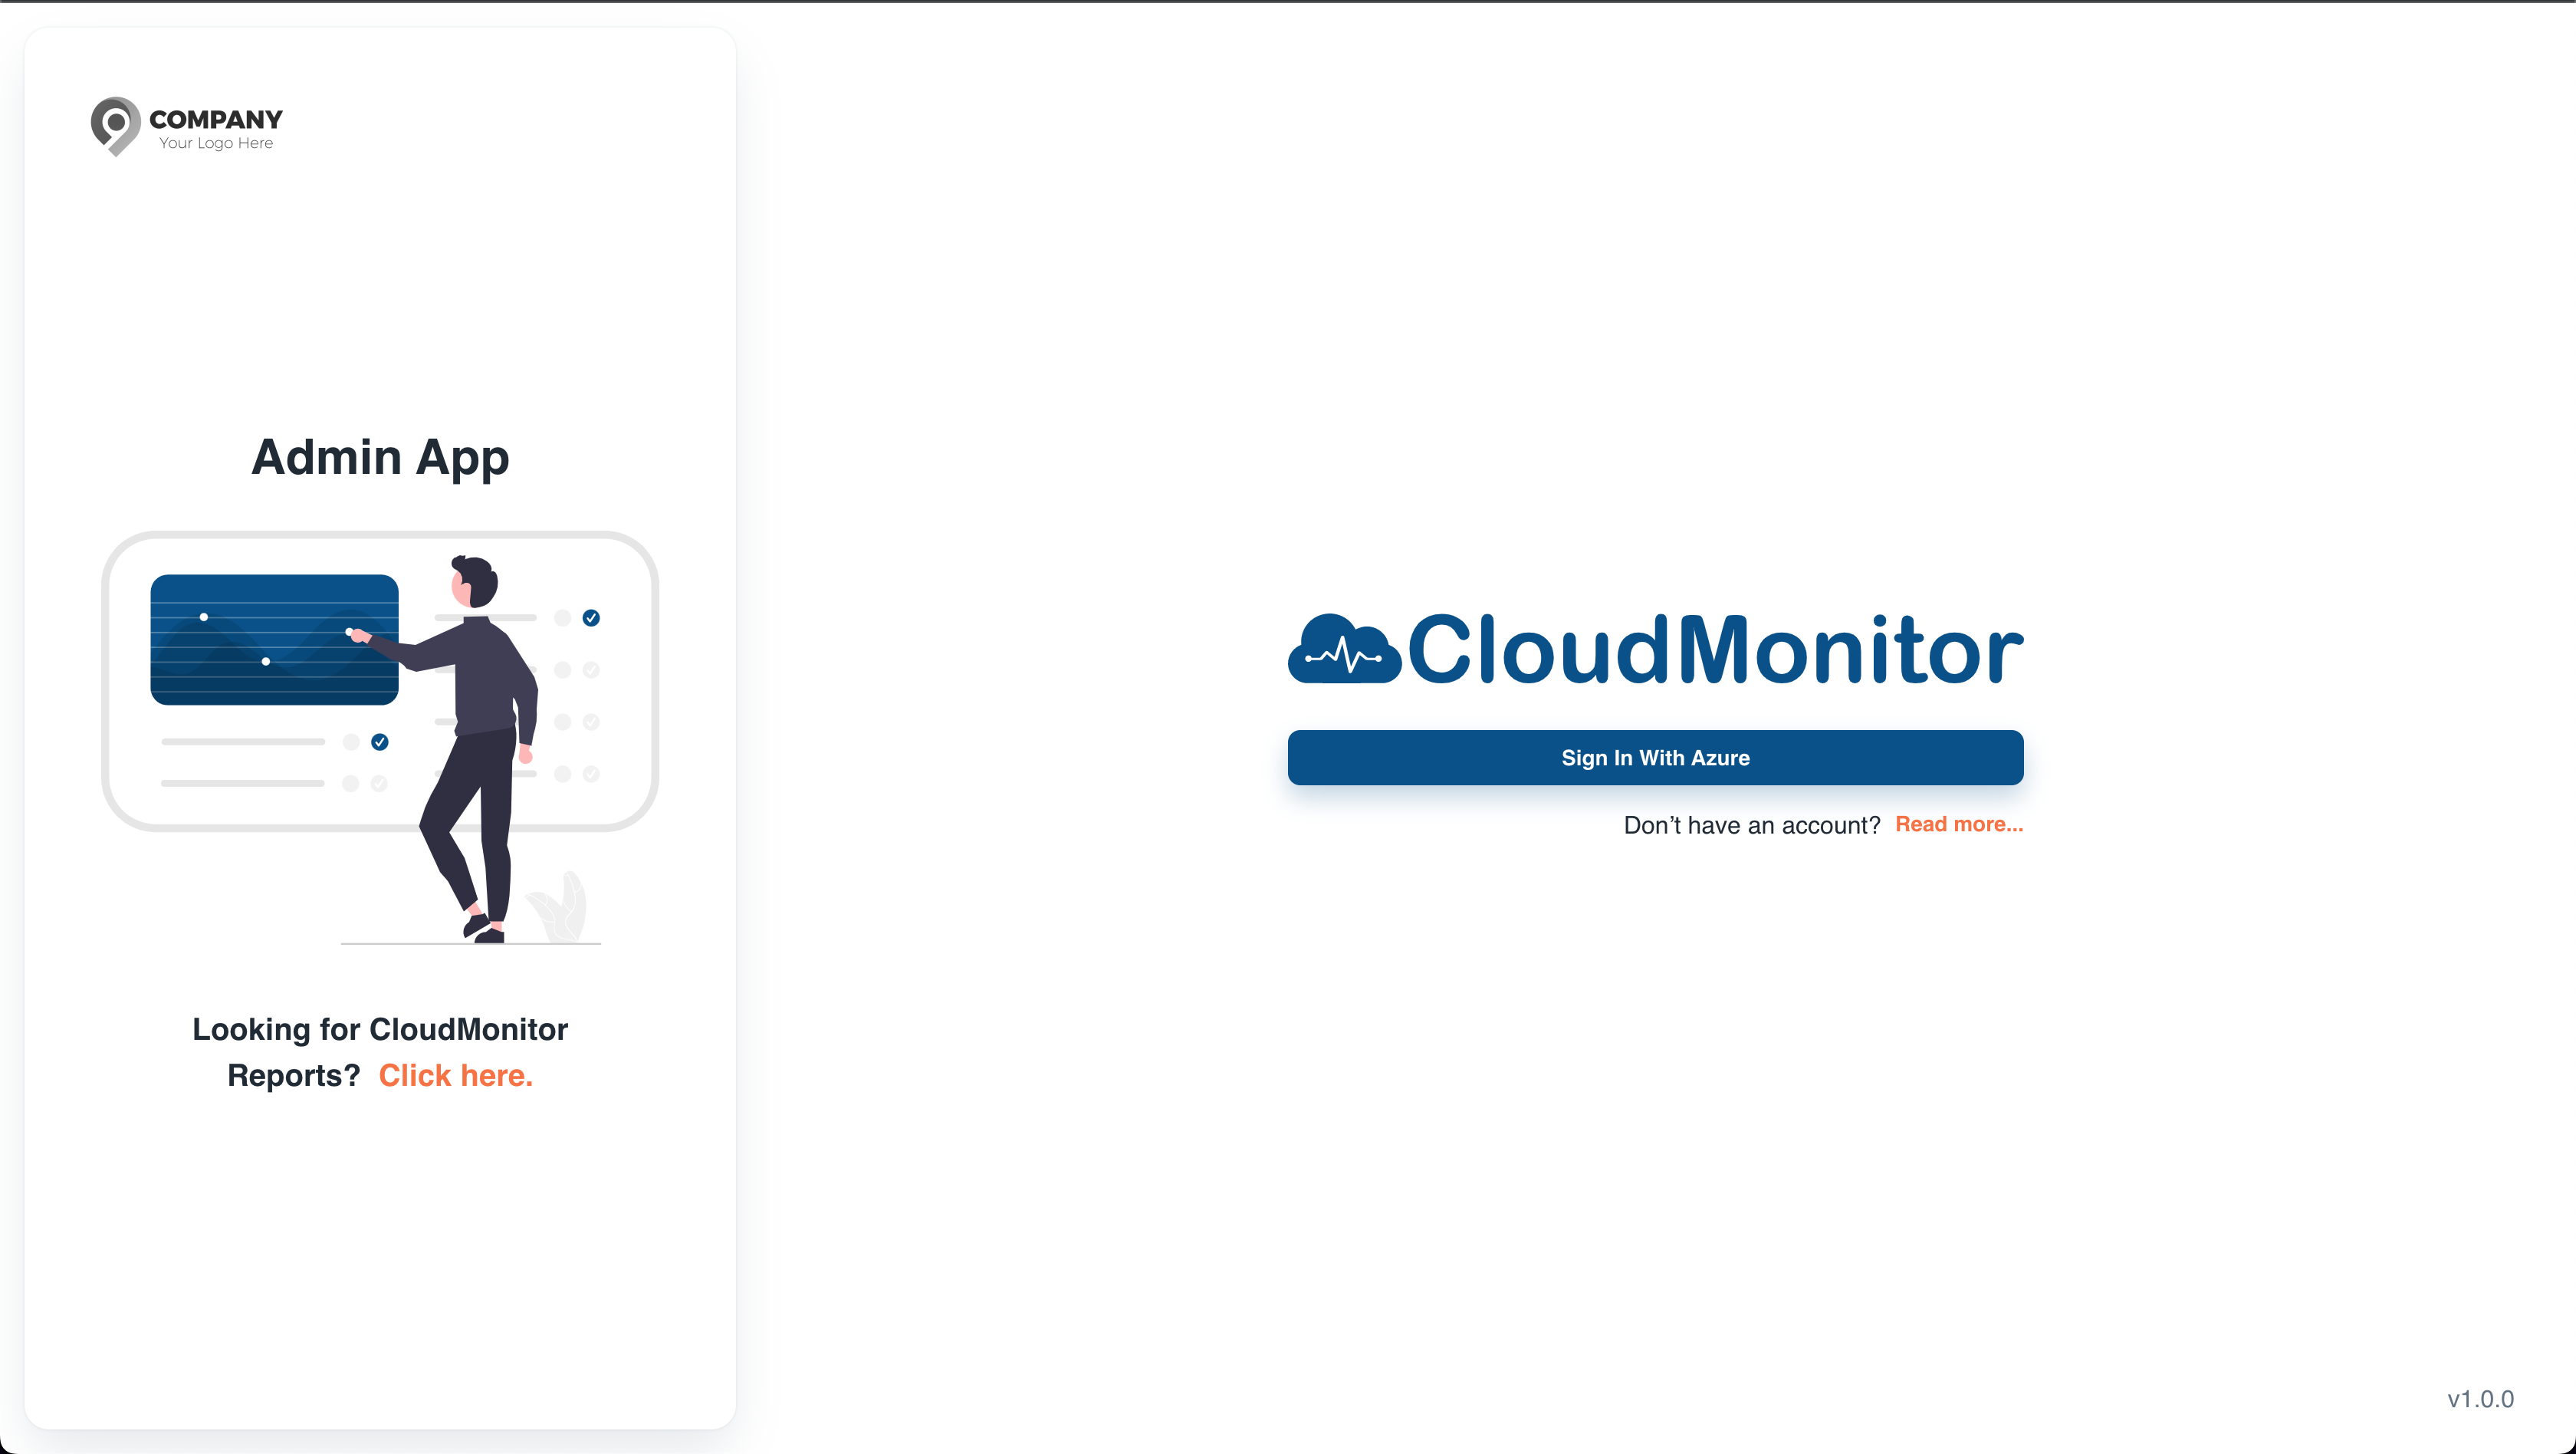 COMPANY
Your Logo Here
Admin App
Looking for CloudMonitor
Reports? Click here.
CloudMonitor
Sign In With Azure
Don’t have an account? Read more...
v1.0.0